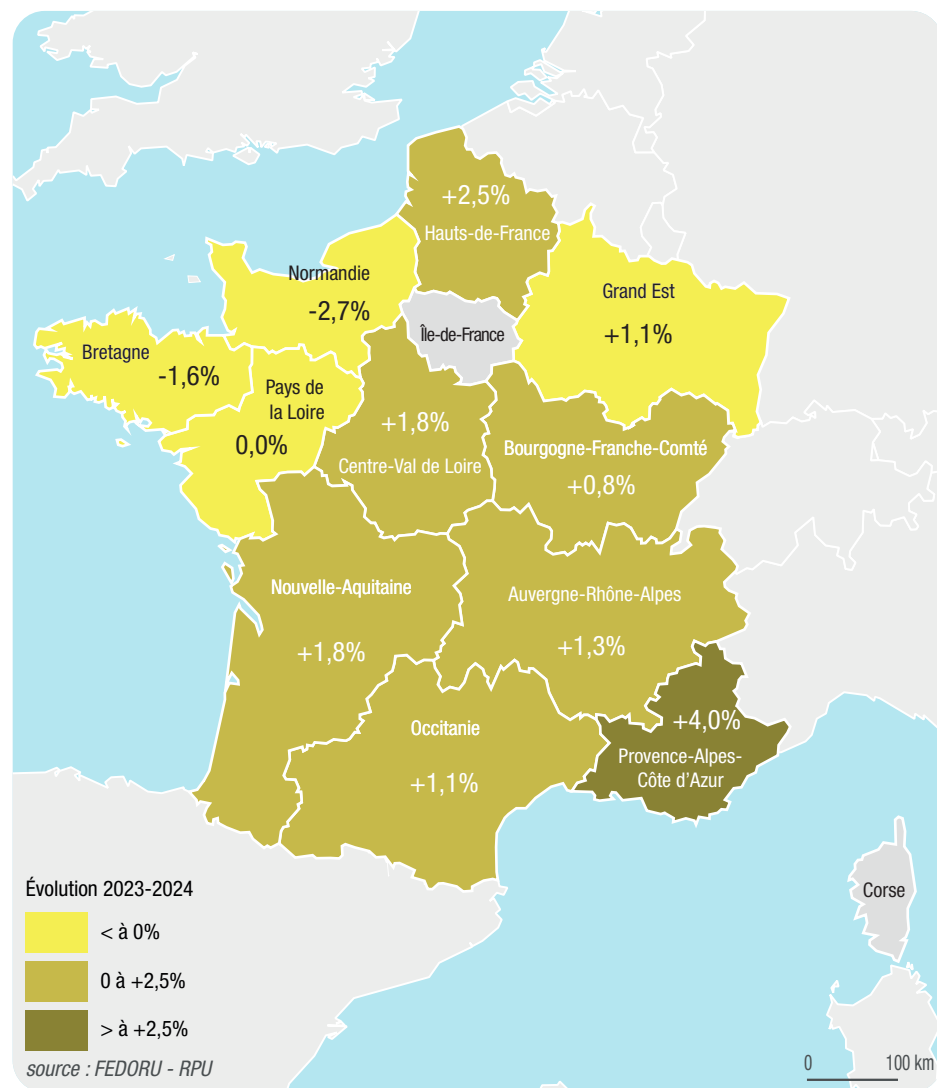 +2,5%
Hauts-de-France
Normandie
-2,7%
Grand Est
+1,1%
Île-de-France
Bretagne
-1,6%
Pays de
la Loire
0,0%
+1,8%
Centre-Val de Loire
Bourgogne-Franche-Comté
+0,8%
Nouvelle-Aquitaine
+1,8%
Auvergne-Rhône-Alpes
+1,3%
Occitanie
+1,1%
+4,0%
Provence-Alpes-
Côte d'Azur
Corse
Évolution 2023-2024
< à 0%
0 à +2,5%
> à +2,5%
source : FEDORU - RPU
0 100 km